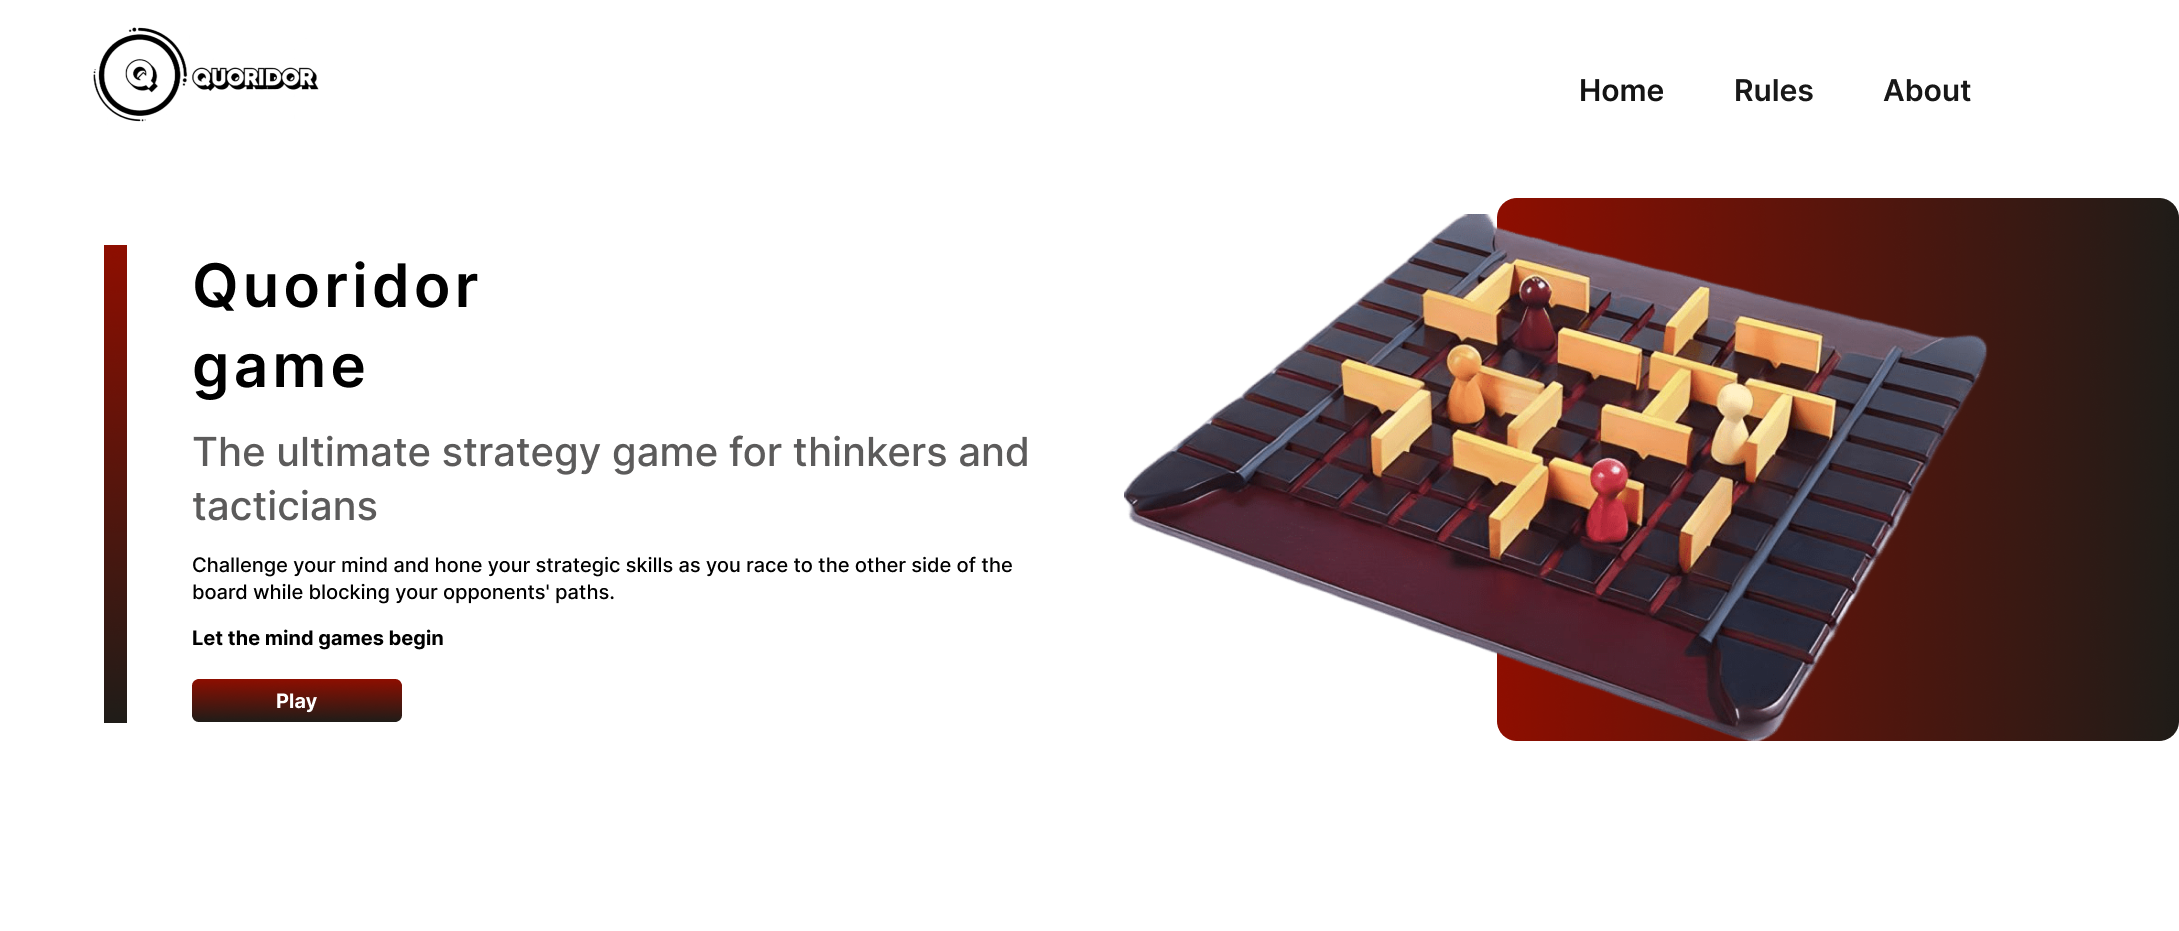 Q QUORIDOR
Home Rules About
Quoridor
game
The ultimate strategy game for thinkers and
tacticians
Challenge your mind and hone your strategic skills as you race to the other side of the
board while blocking your opponents' paths.
Let the mind games begin
Play